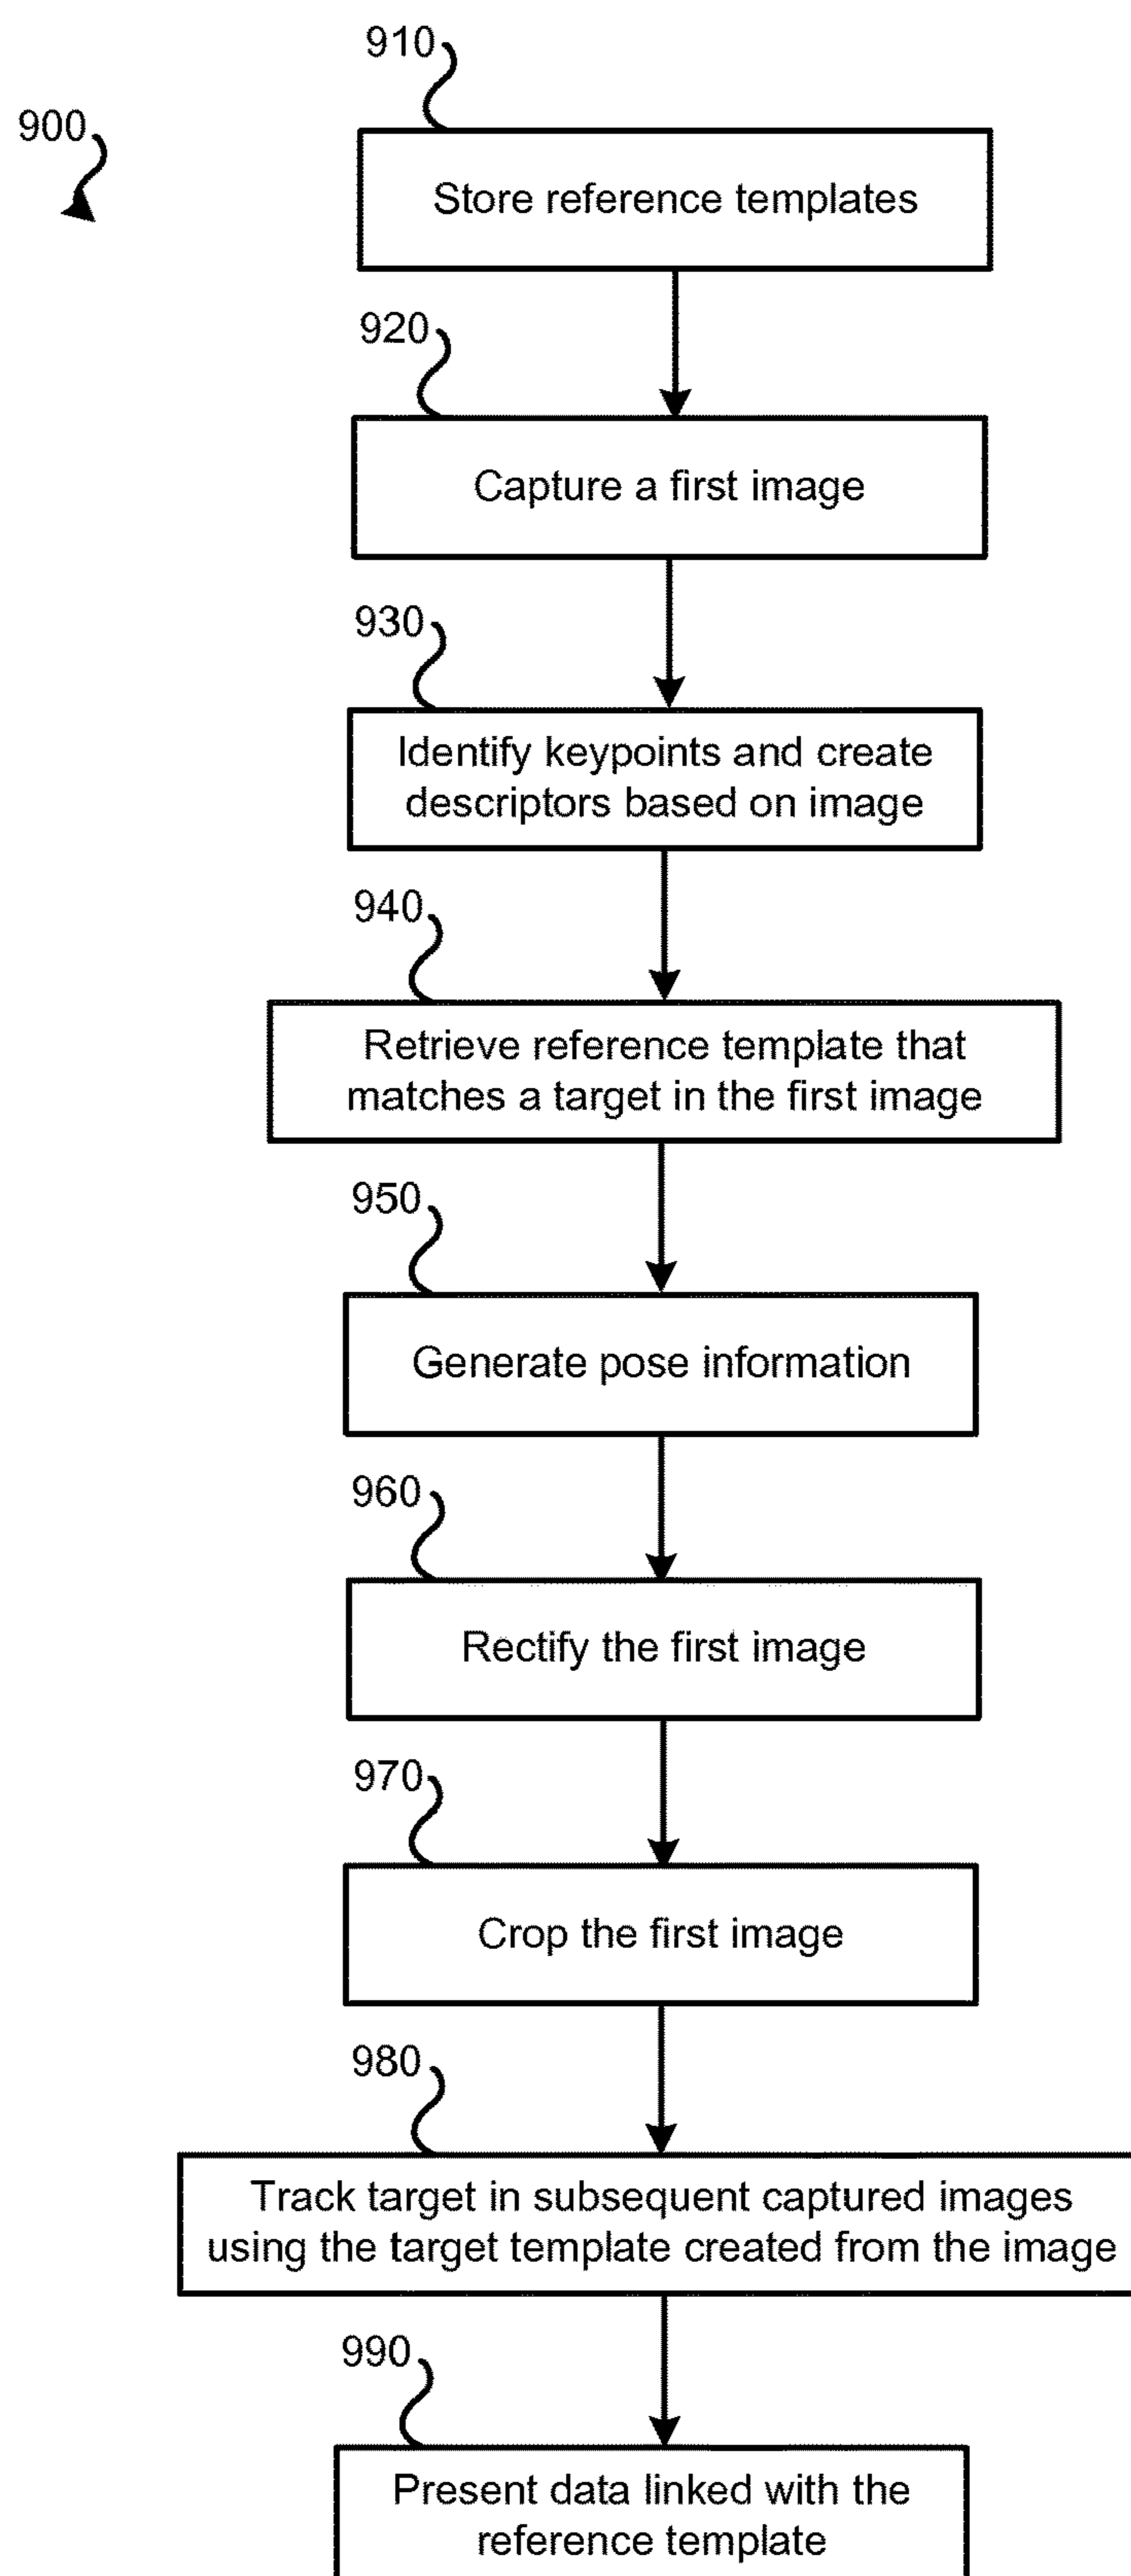 910
900
Store reference templates
920
Capture a first image
930
Identify keypoints and create
descriptors based on image
940
Retrieve reference template that
matches a target in the first image
950
Generate pose information
960
Rectify the first image
970
Crop the first image
980
Track target in subsequent captured images
using the target template created from the image
990
Present data linked with the
reference template